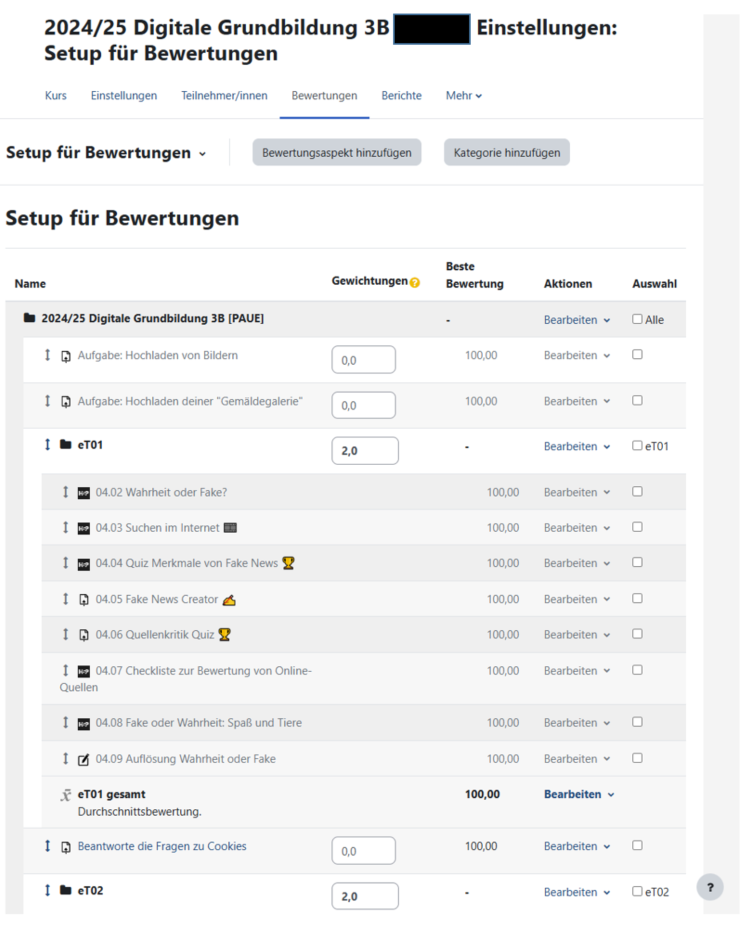 2024/25 Digitale Grundbildung 3B Einstellungen:
Setup für Bewertungen
Kurs Einstellungen Teilnehmer/innen Bewertungen Berichte Mehr
Setup für Bewertungen Bewertungsaspekt hinzufügen Kategorie hinzufügen
Setup für Bewertungen
Name Gewichtungen ? Beste Bewertung Aktionen Auswahl
2024/25 Digitale Grundbildung 3B [PAUE] - Bearbeiten Alle
Aufgabe: Hochladen von Bildern 0,0 100,00 Bearbeiten
Aufgabe: Hochladen deiner "Gemäldegalerie" 0,0 100,00 Bearbeiten
eT01 2,0 - Bearbeiten eT01
H-P 04.02 Wahrheit oder Fake? 100,00 Bearbeiten
H-P 04.03 Suchen im Internet 100,00 Bearbeiten
H-P 04.04 Quiz Merkmale von Fake News 100,00 Bearbeiten
04.05 Fake News Creator 100,00 Bearbeiten
04.06 Quellenkritik Quiz 100,00 Bearbeiten
H-P 04.07 Checkliste zur Bewertung von Online- 100,00 Bearbeiten
Quellen
H-P 04.08 Fake oder Wahrheit: Spaß und Tiere 100,00 Bearbeiten
04.09 Auflösung Wahrheit oder Fake 100,00 Bearbeiten
x̄ eT01 gesamt 100,00 Bearbeiten
Durchschnittsbewertung.
Beantworte die Fragen zu Cookies 0,0 100,00 Bearbeiten
eT02 2,0 - Bearbeiten eT02 ?